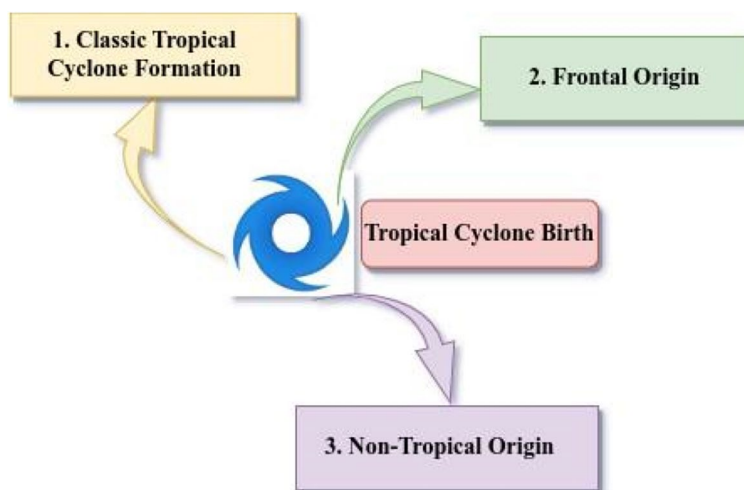 1. Classic Tropical
Cyclone Formation
2. Frontal Origin
Tropical Cyclone Birth
3. Non-Tropical Origin